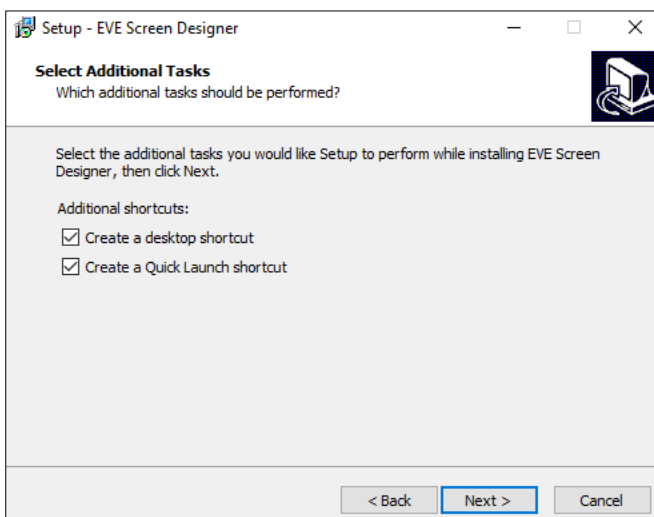 Setup - EVE Screen Designer
Select Additional Tasks
Which additional tasks should be performed?
Select the additional tasks you would like Setup to perform while installing EVE Screen
Designer, then click Next.
Additional shortcuts:
Create a desktop shortcut
Create a Quick Launch shortcut
< Back
Next >
Cancel